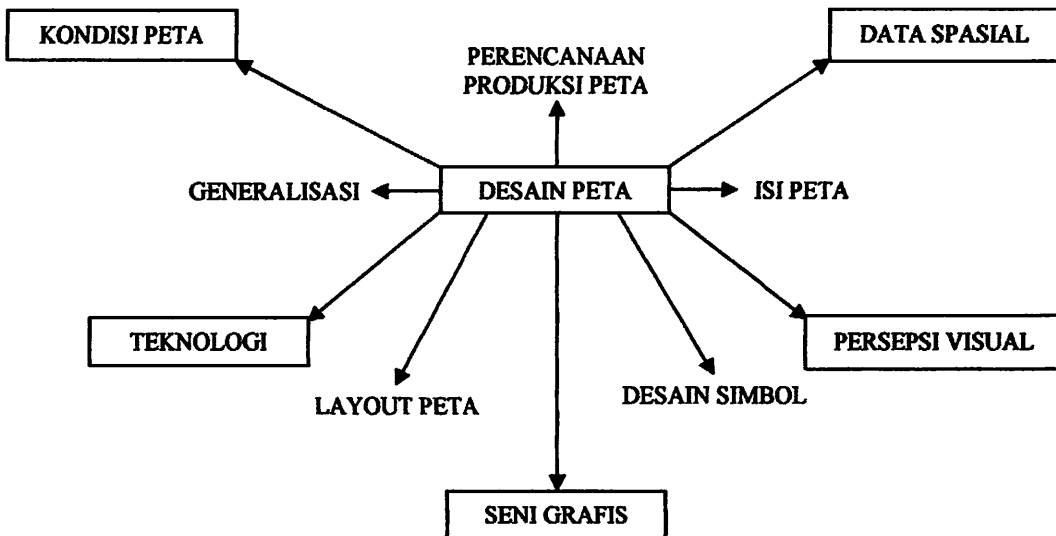 KONDISI PETA
PERENCANAAN
PRODUKSI PETA
DATA SPASIAL
GENERALISASI
DESAIN PETA
ISI PETA
TEKNOLOGI
PERSEPSI VISUAL
LAYOUT PETA
DESAIN SIMBOL
SENI GRAFIS